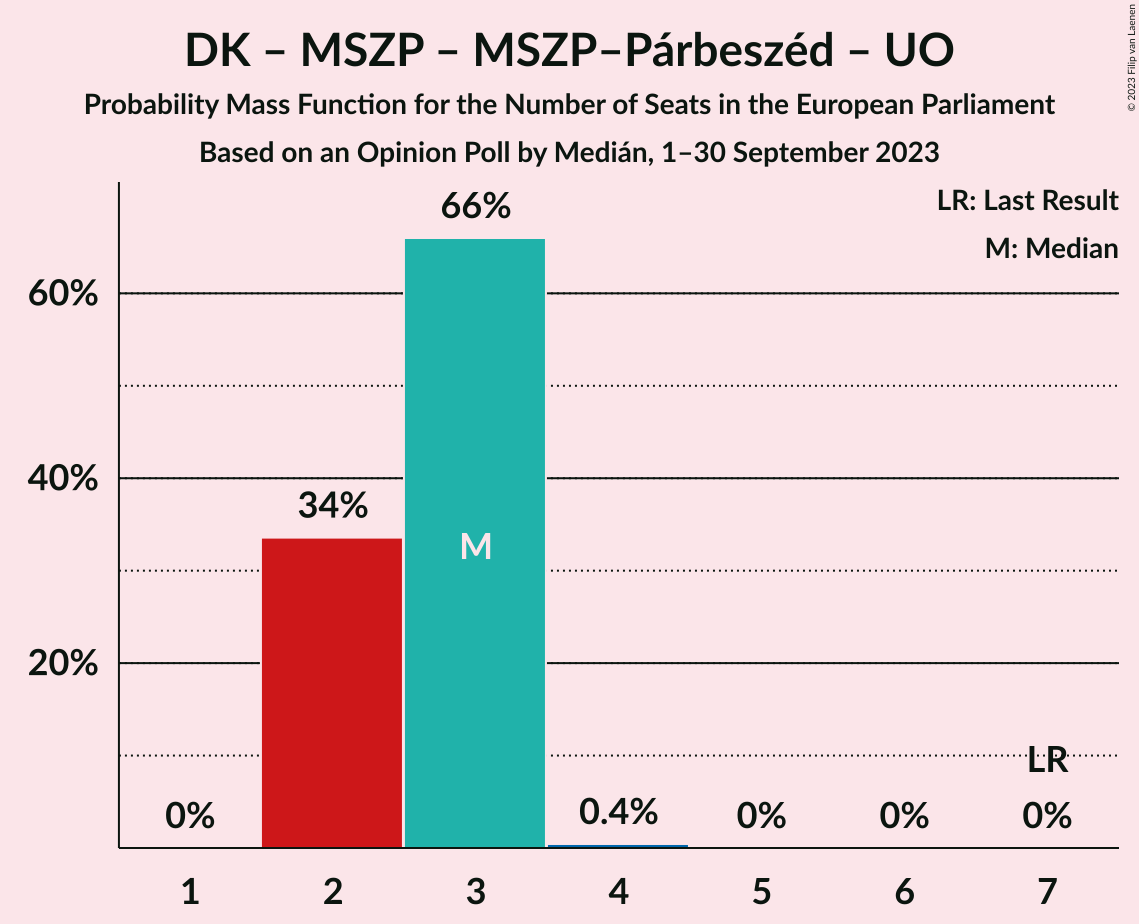 DK – MSZP – MSZP–Párbeszéd – UO
Probability Mass Function for the Number of Seats in the European Parliament
Based on an Opinion Poll by Medián, 1–30 September 2023
© 2023 Filip van Laenen
LR: Last Result
M: Median
66%
60%
40%
34%
M
20%
LR
0%
0.4%
0%
0%
0%
1 2 3 4 5 6 7